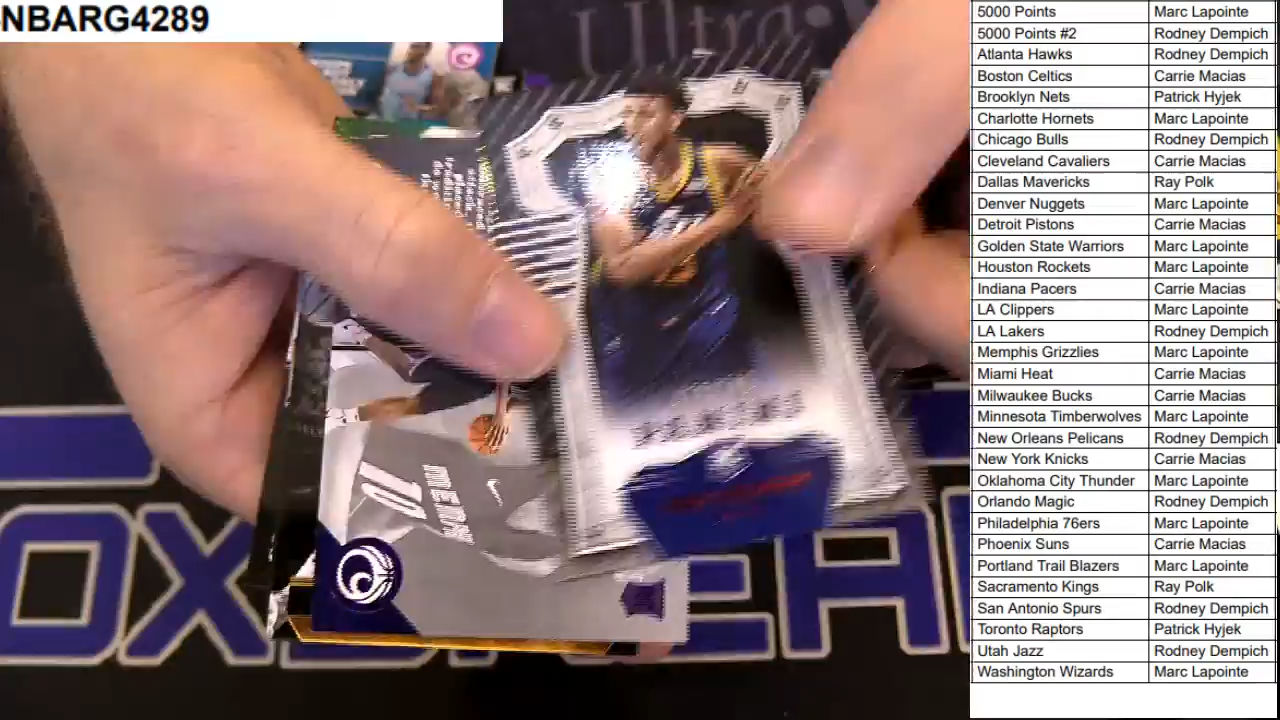 NBARG4289
Ultra
5000 Points Marc Lapointe
5000 Points #2 Rodney Dempich
Atlanta Hawks Rodney Dempich
Boston Celtics Carrie Macias
Brooklyn Nets Patrick Hyjek
Charlotte Hornets Marc Lapointe
Chicago Bulls Rodney Dempich
Cleveland Cavaliers Carrie Macias
Dallas Mavericks Ray Polk
Denver Nuggets Marc Lapointe
Detroit Pistons Carrie Macias
Golden State Warriors Marc Lapointe
Houston Rockets Marc Lapointe
Indiana Pacers Carrie Macias
LA Clippers Marc Lapointe
LA Lakers Rodney Dempich
Memphis Grizzlies Marc Lapointe
Miami Heat Carrie Macias
Milwaukee Bucks Carrie Macias
Minnesota Timberwolves Marc Lapointe
New Orleans Pelicans Rodney Dempich
New York Knicks Carrie Macias
Oklahoma City Thunder Marc Lapointe
Orlando Magic Rodney Dempich
Philadelphia 76ers Marc Lapointe
Phoenix Suns Carrie Macias
Portland Trail Blazers Marc Lapointe
Sacramento Kings Ray Polk
San Antonio Spurs Rodney Dempich
Toronto Raptors Patrick Hyjek
Utah Jazz Rodney Dempich
Washington Wizards Marc Lapointe
10